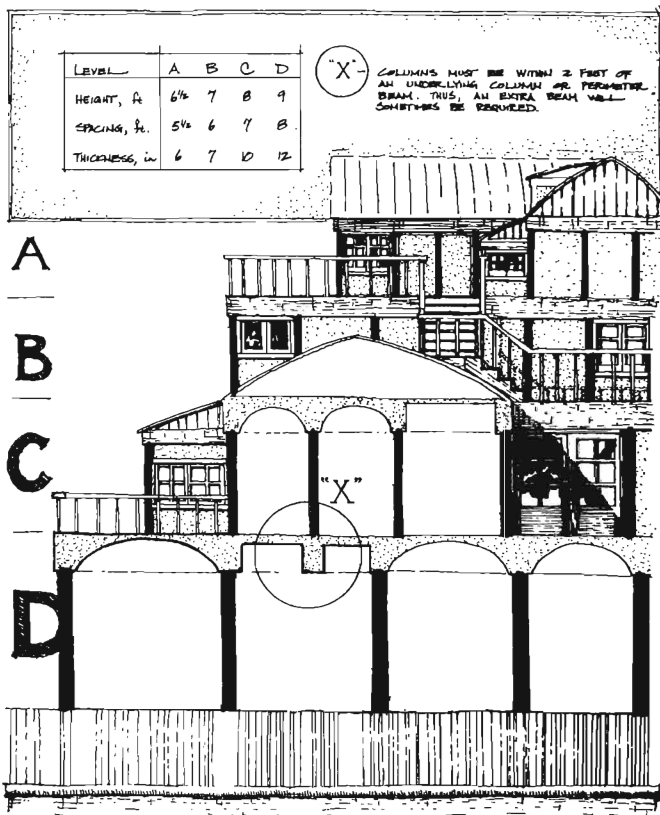 LEVEL A B C D
HEIGHT, ft 6½ 7 8 9
SPACING, ft. 5½ 6 7 8
THICKNESS, in 6 7 10 12
"X"- COLUMNS MUST BE WITHIN 2 FEET OF
AN UNDERLYING COLUMN OR PERIMETER
BEAM. THUS, AN EXTRA BEAM WILL
SOMETIMES BE REQUIRED.
A
B
C
"X"
D